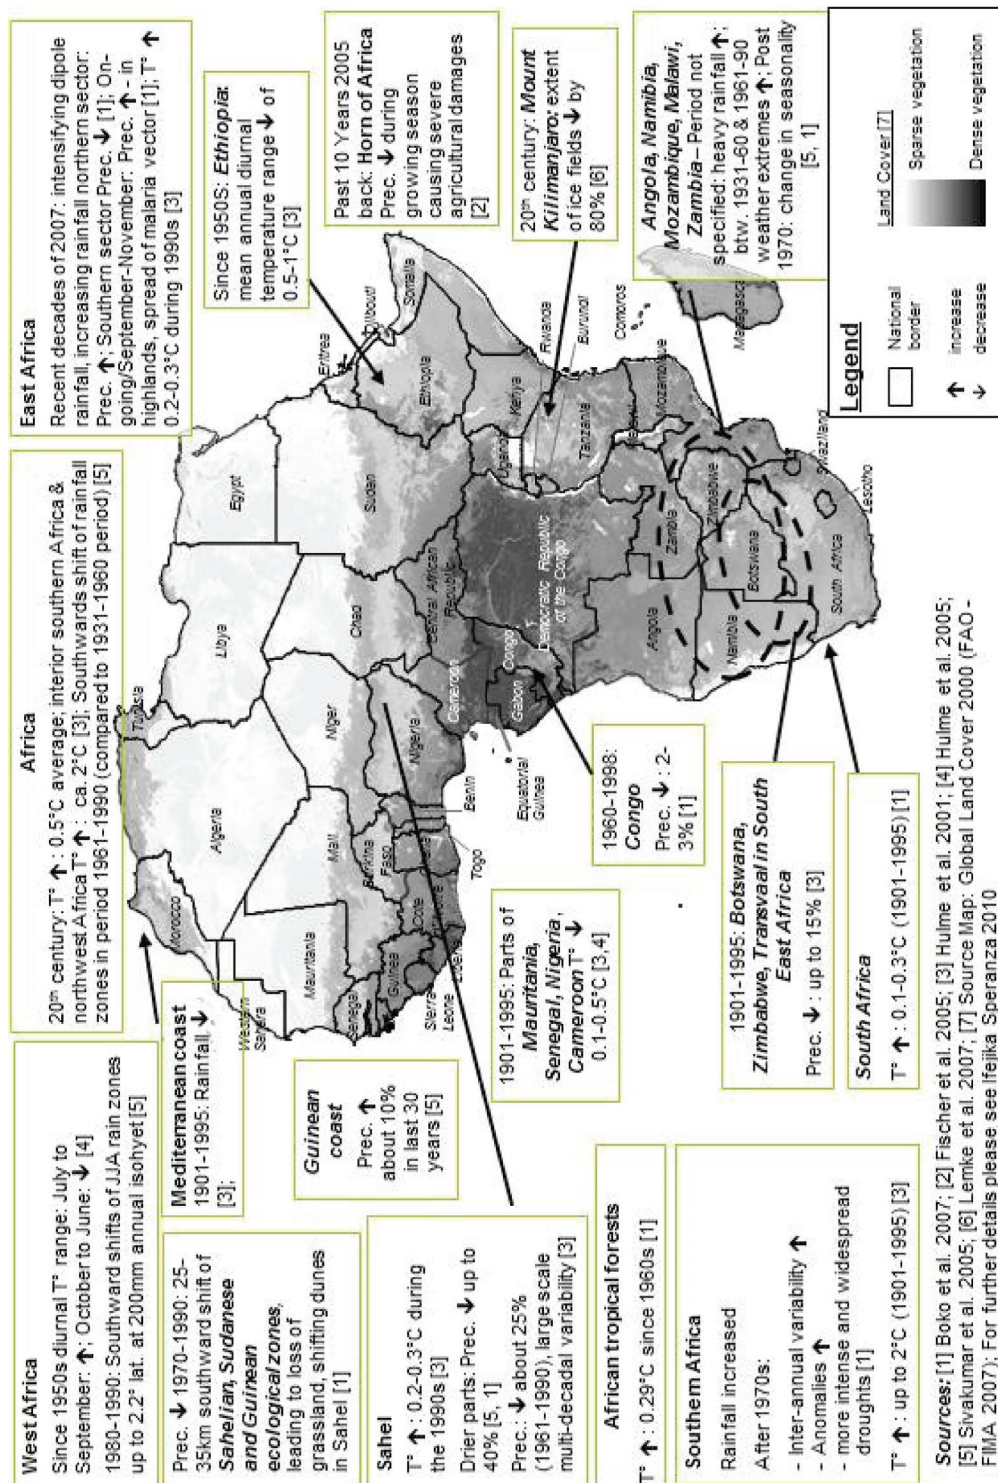 West Africa
Since 1950s diurnal T° range: July to
September: ↑; October to June: ↓ [4]
1980-1990: Southward shifts of JJA rain zones
up to 2.2° lat. at 200mm annual isohyet [5]
Africa
20th century: T° ↑: 0.5°C average; interior southern Africa &
northwest Africa T° ↑: ca. 2°C [3]; Southwards shift of rainfall
zones in period 1961-1990 (compared to 1931-1960 period) [5]
East Africa
Recent decades of 2007: intensifying dipole
rainfall, increasing rainfall northern sector:
Prec. ↑; Southern sector Prec. ↓ [1]; On-
going/September-November: Prec. ↑ - in
highlands, spread of malaria vector [1]; T° ↑
0.2-0.3°C during 1990s [3]
Mediterranean coast
1901-1995: Rainfall ↓
[3];
Prec. ↓ 1970-1990: 25-
35km southward shift of
Sahelian, Sudanese
and Guinean
ecological zones,
leading to loss of
grassland, shifting dunes
in Sahel [1]
Guinean
coast
Prec. ↑
about 10%
in last 30
years [5]
Since 1950S: Ethiopia:
mean annual diurnal
temperature range ↓ of
0.5-1°C [3]
Past 10 Years 2005
back: Horn of Africa
Prec. ↓ during
growing season
causing severe
agricultural damages
[2]
Sahel
T° ↑: 0.2-0.3°C during
the 1990s [3]
Drier parts: Prec. ↓ up to
40% [5, 1]
Prec.: ↓ about 25%
(1961-1990), large scale
multi-decadal variability [3]
1901-1995: Parts of
Mauritania,
Senegal, Nigeria,
Cameroon T° ↓
0.1-0.5°C [3,4]
20th century: Mount
Kilimanjaro: extent
of ice fields ↓ by
80% [6]
1960-1998:
Congo
Prec. ↓: 2-
3% [1]
African tropical forests
T° ↑: 0.29°C since 1960s [1]
Angola, Namibia,
Mozambique, Malawi,
Zambia– Period not
specified: heavy rainfall ↑;
btw. 1931-60 & 1961-90
weather extremes ↑; Post
1970: change in seasonality
[5, 1]
Southern Africa
Rainfall increased
After 1970s:
- Inter-annual variability ↑
- Anomalies ↑
- more intense and widespread
droughts [1]
T° ↑: up to 2°C (1901-1995) [3]
1901-1995: Botswana,
Zimbabwe, Transvaal in South
East Africa
Prec. ↓: up to 15% [3]
South Africa
T° ↑: 0.1-0.3°C (1901-1995) [1]
Tunisia
Morocco
Algeria
Libya
Egypt
Western
Sahara
Mauritania
Mali
Niger
Chad
Sudan
Eritrea
Djibouti
Somalia
Ethiopia
Senegal
Guinea
Sierra
Leone
Cote
Burkina
Faso
Togo
Benin
Nigeria
Cameroon
Central African
Republic
Equatorial
Guinea
Gabon
Congo
Democratic Republic
of the Congo
Uganda
Kenya
Rwanda
Burundi
Tanzania
Comoros
Angola
Zambia
Mozambique
Madagascar
Namibia
Botswana
Zimbabwe
South Africa
Swaziland
Lesotho
Legend
National
border
↑ increase
↓ decrease
Land Cover [7]
Sparse vegetation
Dense vegetation
Sources: [1] Boko et al. 2007; [2] Fischer et al. 2005; [3] Hulme et al. 2001; [4] Hulme et al. 2005;
[5] Sivakumar et al. 2005; [6] Lemke et al. 2007; [7] Source Map: Global Land Cover 2000 (FAO -
FIMA 2007); For further details please see Ifejika Speranza 2010